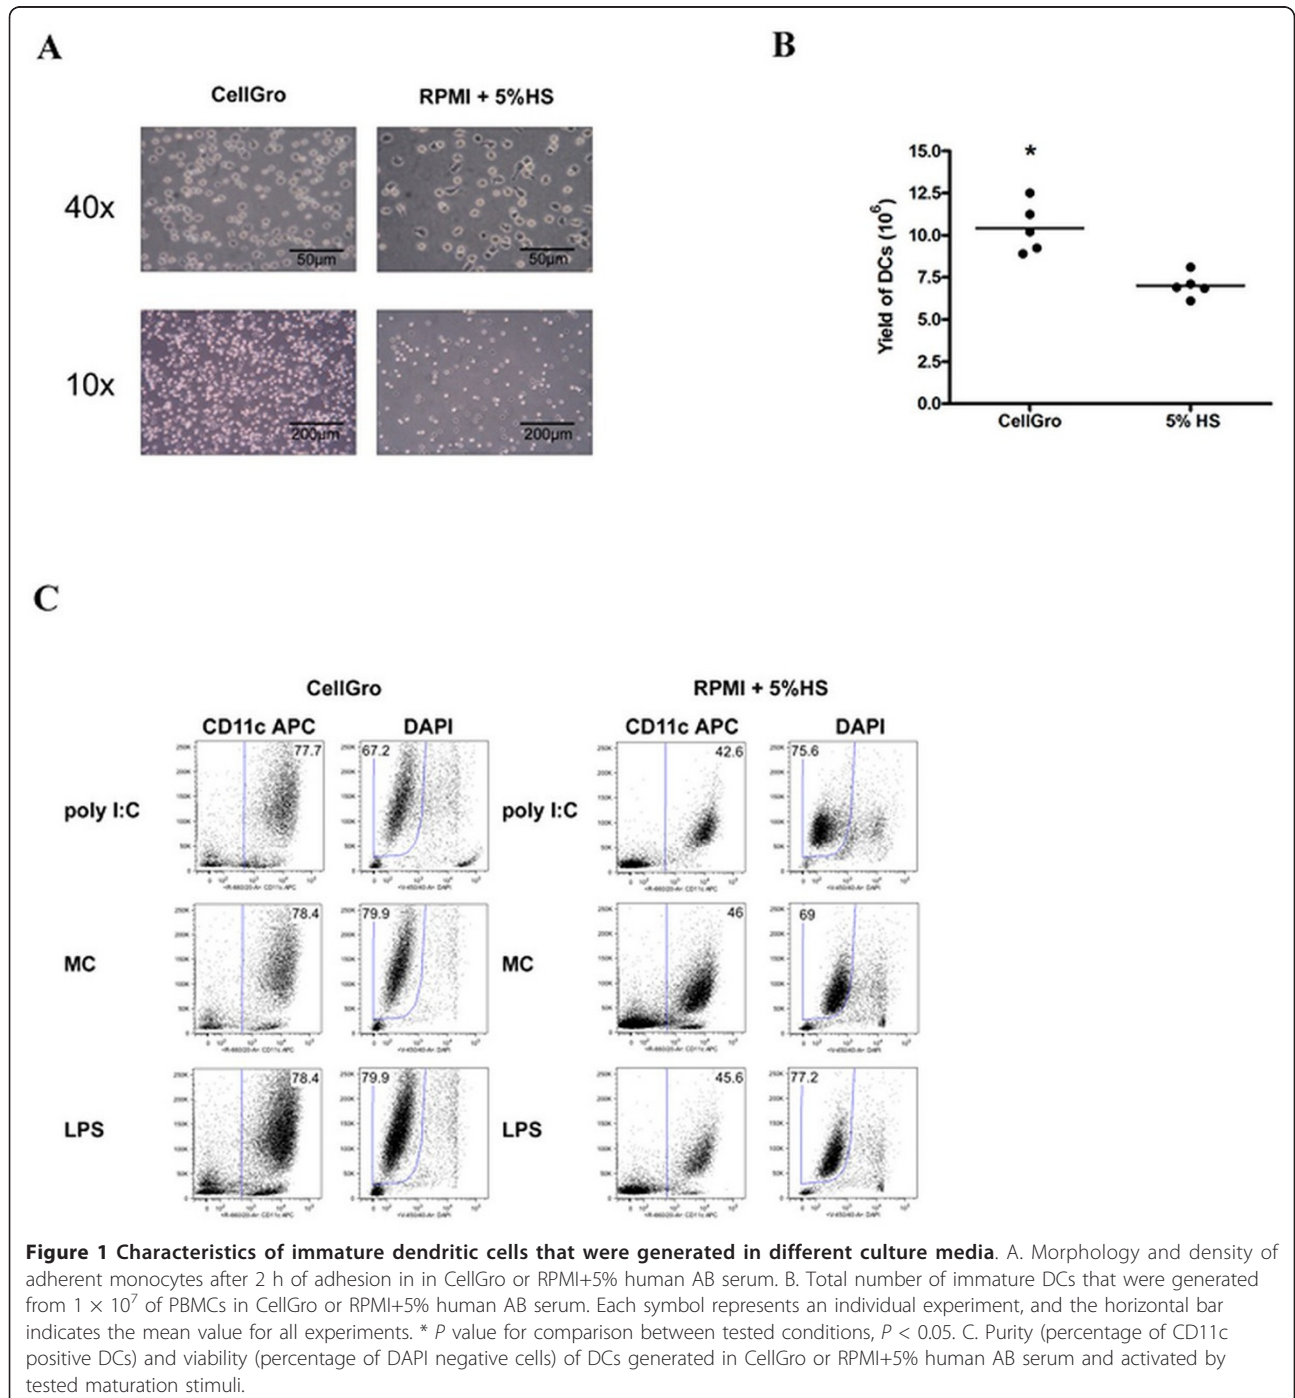 A
CellGro
RPMI + 5%HS
40x
50µm
50µm
10x
200µm
200µm
B
*
15.0
12.5
10.0
7.5
5.0
2.5
0.0
Yield of DCs (10⁶)
CellGro
5% HS
C
CellGro
RPMI + 5%HS
CD11c APC
DAPI
CD11c APC
DAPI
poly I:C
77.7
67.2
poly I:C
42.6
75.6
MC
78.4
79.9
MC
46
69
LPS
78.4
79.9
LPS
45.6
77.2
Figure 1 Characteristics of immature dendritic cells that were generated in different culture media. A. Morphology and density of
adherent monocytes after 2 h of adhesion in in CellGro or RPMI+5% human AB serum. B. Total number of immature DCs that were generated
from 1 × 10⁷ of PBMCs in CellGro or RPMI+5% human AB serum. Each symbol represents an individual experiment, and the horizontal bar
indicates the mean value for all experiments. * P value for comparison between tested conditions, P < 0.05. C. Purity (percentage of CD11c
positive DCs) and viability (percentage of DAPI negative cells) of DCs generated in CellGro or RPMI+5% human AB serum and activated by
tested maturation stimuli.